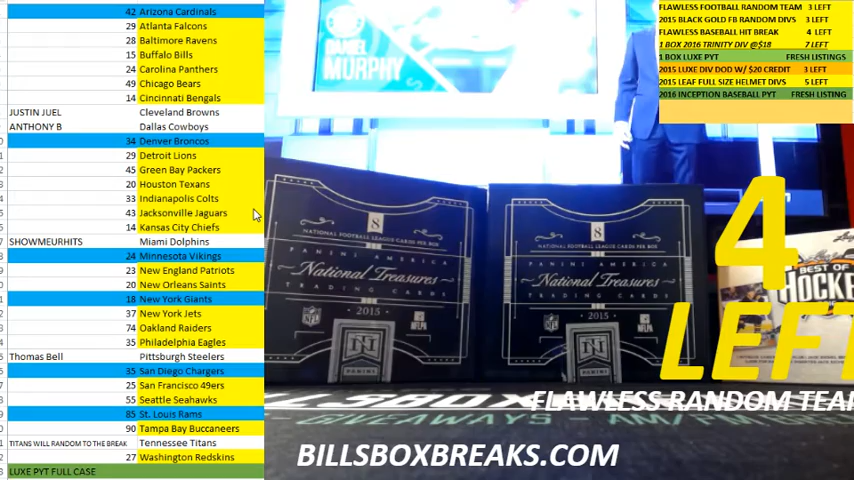 42 Arizona Cardinals
29 Atlanta Falcons
28 Baltimore Ravens
15 Buffalo Bills
24 Carolina Panthers
49 Chicago Bears
14 Cincinnati Bengals
JUSTIN JUEL Cleveland Browns
ANTHONY B Dallas Cowboys
34 Denver Broncos
29 Detroit Lions
45 Green Bay Packers
20 Houston Texans
33 Indianapolis Colts
43 Jacksonville Jaguars
14 Kansas City Chiefs
SHOWMEURHITS Miami Dolphins
24 Minnesota Vikings
23 New England Patriots
20 New Orleans Saints
18 New York Giants
37 New York Jets
74 Oakland Raiders
35 Philadelphia Eagles
Thomas Bell Pittsburgh Steelers
35 San Diego Chargers
25 San Francisco 49ers
55 Seattle Seahawks
85 St. Louis Rams
90 Tampa Bay Buccaneers
TITANS WILL RANDOM TO THE BREAK Tennessee Titans
27 Washington Redskins
LUXE PYT FULL CASE
DANIEL
MURPHY
FLAWLESS FOOTBALL RANDOM TEAM 3 LEFT
2015 BLACK GOLD FB RANDOM DIVS 3 LEFT
FLAWLESS BASEBALL HIT BREAK 4 LEFT
1 BOX 2016 TRINITY DIV @$18 7 LEFT
1 BOX LUXE PYT FRESH LISTINGS
2015 LUXE DIV DOD W/ $20 CREDIT 3 LEFT
2015 LEAF FULL SIZE HELMET DIVS 5 LEFT
2016 INCEPTION BASEBALL PYT FRESH LISTING
8
NATIONAL FOOTBALL LEAGUE CARDS PER BOX
PANINI AMERICA
National Treasures
TRADING CARDS
2015
NFL
NFLPA
PANINI
8
NATIONAL FOOTBALL LEAGUE CARDS PER BOX
PANINI AMERICA
National Treasures
TRADING CARDS
2015
NFL
NFLPA
PANINI
Leaf
BEST OF
HOCKEY
4
LEFT
FLAWLESS RANDOM TEAM
GIVEAWAYS
BILLSBOXBREAKS.COM